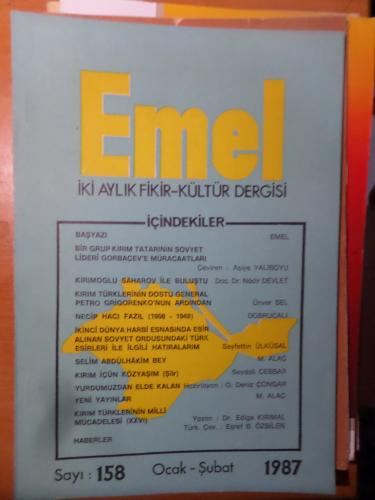 Emel
İKİ AYLIK FİKİR-KÜLTÜR DERGİSİ
İÇİNDEKİLER
BAŞYAZI EMEL
BİR GRUP KIRIM TATARININ SOVYET
LİDERİ GORBAÇEV'E MÜRACAATLARI
Çeviren : Asiye YALIBOYU
KIRIMOGLU SAHAROV İLE BULUŞTU Doç. Dr. Nâdir DEVLET
KIRIM TÜRKLERİNİN DOSTU GENERAL
PETRO GRİGORENKO'NUN ARDINDAN Ünver SEL
NECİP HACI FAZIL (1906 - 1948) DOBRUCALI
İKİNCİ DÜNYA HARBİ ESNASINDA ESİR
ALINAN SOVYET ORDUSUNDAKİ TÜRK
ESİRLERİ İLE İLGİLİ HATIRALARIM Seyfettin ÜLKÜSAL
SELİM ABDÜLHÂKİM BEY M. ALAÇ
KIRIM İÇÜN KÖZYAŞIM (Şiir) Seydali CEBBAR
YURDUMUZDAN ELDE KALAN Hazırlayan : O. Deniz ÇONGAR
YENİ YAYINLAR M. ALAÇ
KIRIM TÜRKLERİNİN MİLLİ
MÜCADELESİ (XXVI) Yazan : Dr. Edige KIRIMAL
Türk. Çev. : Eşref B. ÖZBİLEN
HABERLER
Sayı : 158 Ocak - Şubat 1987